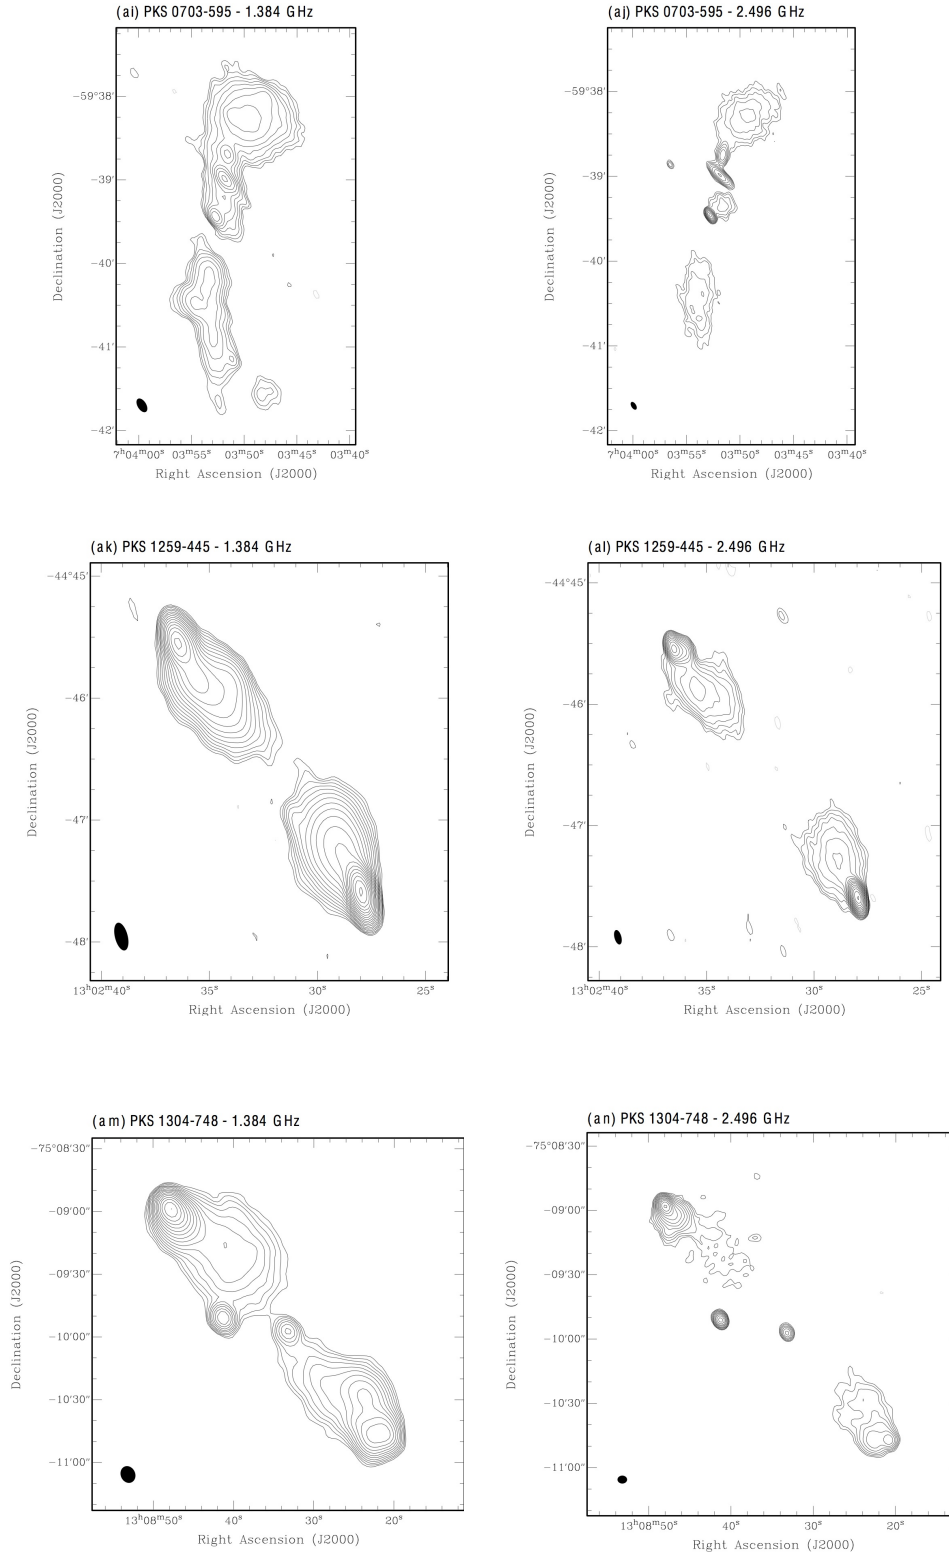 (ai) PKS 0703-595 - 1.384 GHz
(aj) PKS 0703-595 - 2.496 GHz
Declination (J2000)
−59°38′
−39′
−40′
−41′
−42′
7ʰ04ᵐ00ˢ 03ᵐ55ˢ 03ᵐ50ˢ 03ᵐ45ˢ 03ᵐ40ˢ
Right Ascension (J2000)
Declination (J2000)
−59°38′
−39′
−40′
−41′
−42′
7ʰ04ᵐ00ˢ 03ᵐ55ˢ 03ᵐ50ˢ 03ᵐ45ˢ 03ᵐ40ˢ
Right Ascension (J2000)
(ak) PKS 1259-445 - 1.384 GHz
(al) PKS 1259-445 - 2.496 GHz
Declination (J2000)
−44°45′
−46′
−47′
−48′
13ʰ02ᵐ40ˢ 35ˢ 30ˢ 25ˢ
Right Ascension (J2000)
Declination (J2000)
−44°45′
−46′
−47′
−48′
13ʰ02ᵐ40ˢ 35ˢ 30ˢ 25ˢ
Right Ascension (J2000)
(am) PKS 1304-748 - 1.384 GHz
(an) PKS 1304-748 - 2.496 GHz
Declination (J2000)
−75°08′30″
−09′00″
−09′30″
−10′00″
−10′30″
−11′00″
13ʰ08ᵐ50ˢ 40ˢ 30ˢ 20ˢ
Right Ascension (J2000)
Declination (J2000)
−75°08′30″
−09′00″
−09′30″
−10′00″
−10′30″
−11′00″
13ʰ08ᵐ50ˢ 40ˢ 30ˢ 20ˢ
Right Ascension (J2000)